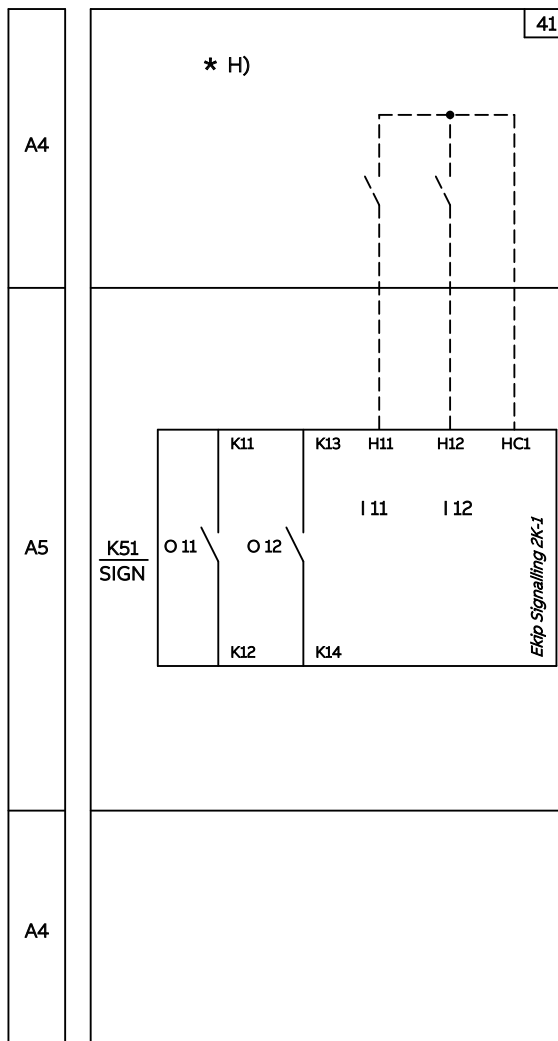 41
* H)
A4
K11
K13
H11
H12
HC1
I 11
I 12
A5
K51
SIGN
O 11
O 12
Ekip Signalling 2K-1
K12
K14
A4